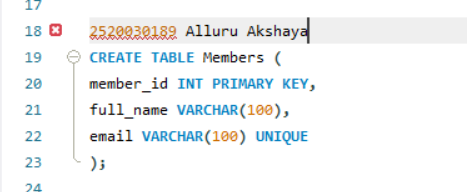 17
18 2520030189 Alluru Akshaya
19 CREATE TABLE Members (
20 member_id INT PRIMARY KEY,
21 full_name VARCHAR(100),
22 email VARCHAR(100) UNIQUE
23 );
24